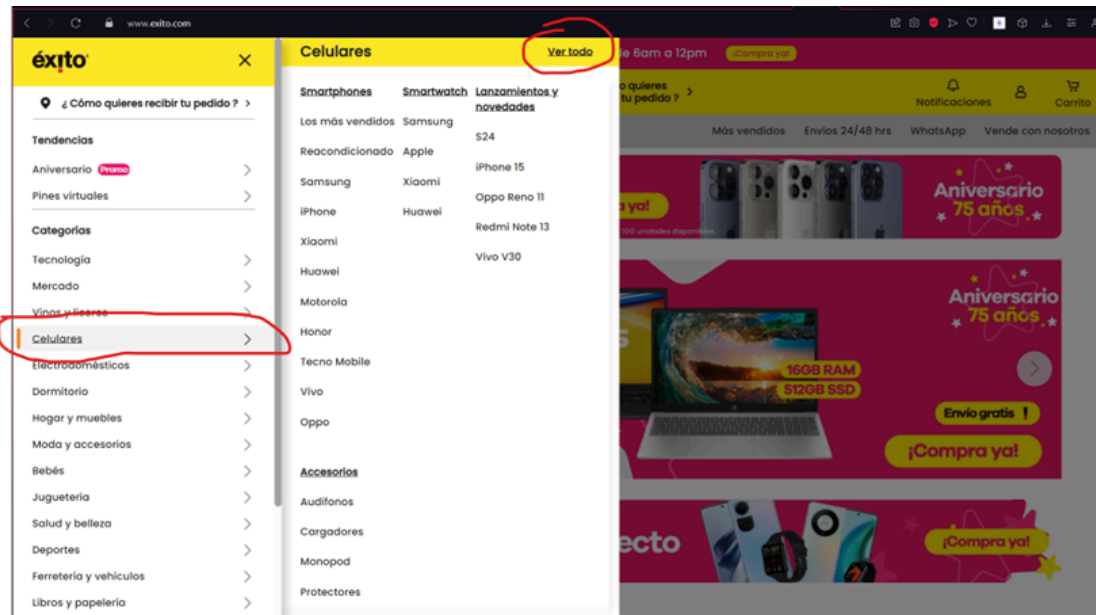 www.exito.com
éxito
¿ Cómo quieres recibir tu pedido ?
Tendencias
Aniversario Promo
Pines virtuales
Categorías
Tecnología
Mercado
Vinos y licores
Celulares
Electrodomésticos
Dormitorio
Hogar y muebles
Moda y accesorios
Bebés
Juguetería
Salud y belleza
Deportes
Ferretería y vehículos
Libros y papelería
Celulares
Ver todo
Smartphones
Los más vendidos
Reacondicionado
Samsung
iPhone
Xiaomi
Huawei
Motorola
Honor
Tecno Mobile
Vivo
Oppo
Accesorios
Audífonos
Cargadores
Monopod
Protectores
Smartwatch
Samsung
Apple
Xiaomi
Huawei
Lanzamientos y
novedades
S24
iPhone 15
Oppo Reno 11
Redmi Note 13
Vivo V30
de 6am a 12pm
¡Compra ya!
quieres
tu pedido ?
Notificaciones
Carrito
Más vendidos
Envíos 24/48 hrs
WhatsApp
Vende con nosotros
ya!
100 unidades disponibles
Aniversario
75 años
Aniversario
75 años
16GB RAM
512GB SSD
Envío gratis !
¡Compra ya!
ecto
¡Compra ya!